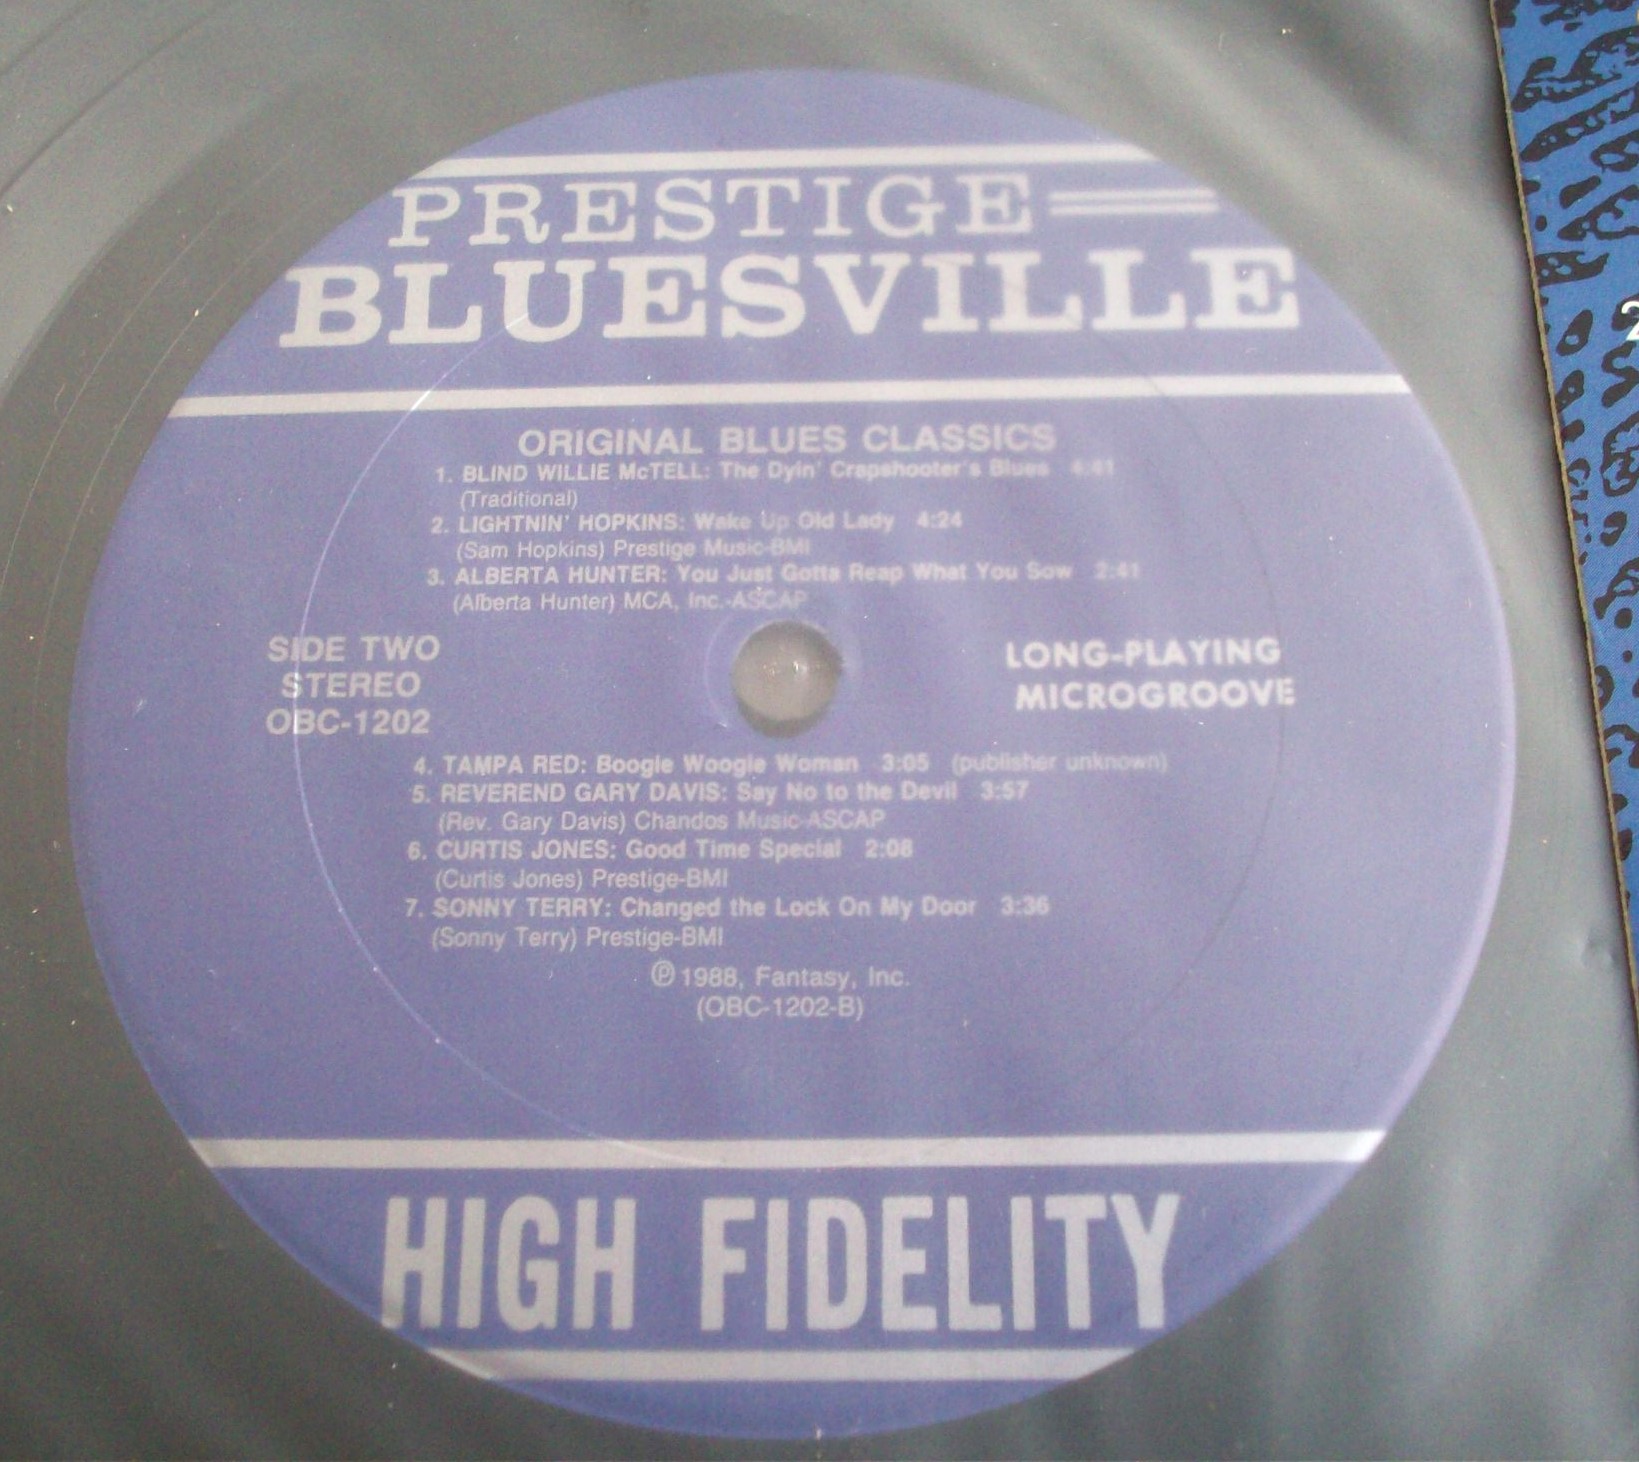 PRESTIGE
BLUESVILLE
ORIGINAL BLUES CLASSICS
1. BLIND WILLIE McTELL: The Dyin' Crapshooter's Blues 4:41
(Traditional)
2. LIGHTNIN' HOPKINS: Wake Up Old Lady 4:24
(Sam Hopkins) Prestige Music-BMI
3. ALBERTA HUNTER: You Just Gotta Reap What You Sow 2:41
(Alberta Hunter) MCA, Inc.-ASCAP
SIDE TWO
STEREO
OBC-1202
LONG-PLAYING
MICROGROOVE
4. TAMPA RED: Boogie Woogie Woman 3:05 (publisher unknown)
5. REVEREND GARY DAVIS: Say No to the Devil 3:57
(Rev. Gary Davis) Chandos Music-ASCAP
6. CURTIS JONES: Good Time Special 2:08
(Curtis Jones) Prestige-BMI
7. SONNY TERRY: Changed the Lock On My Door 3:36
(Sonny Terry) Prestige-BMI
℗ 1988, Fantasy, Inc.
(OBC-1202-B)
HIGH FIDELITY
2